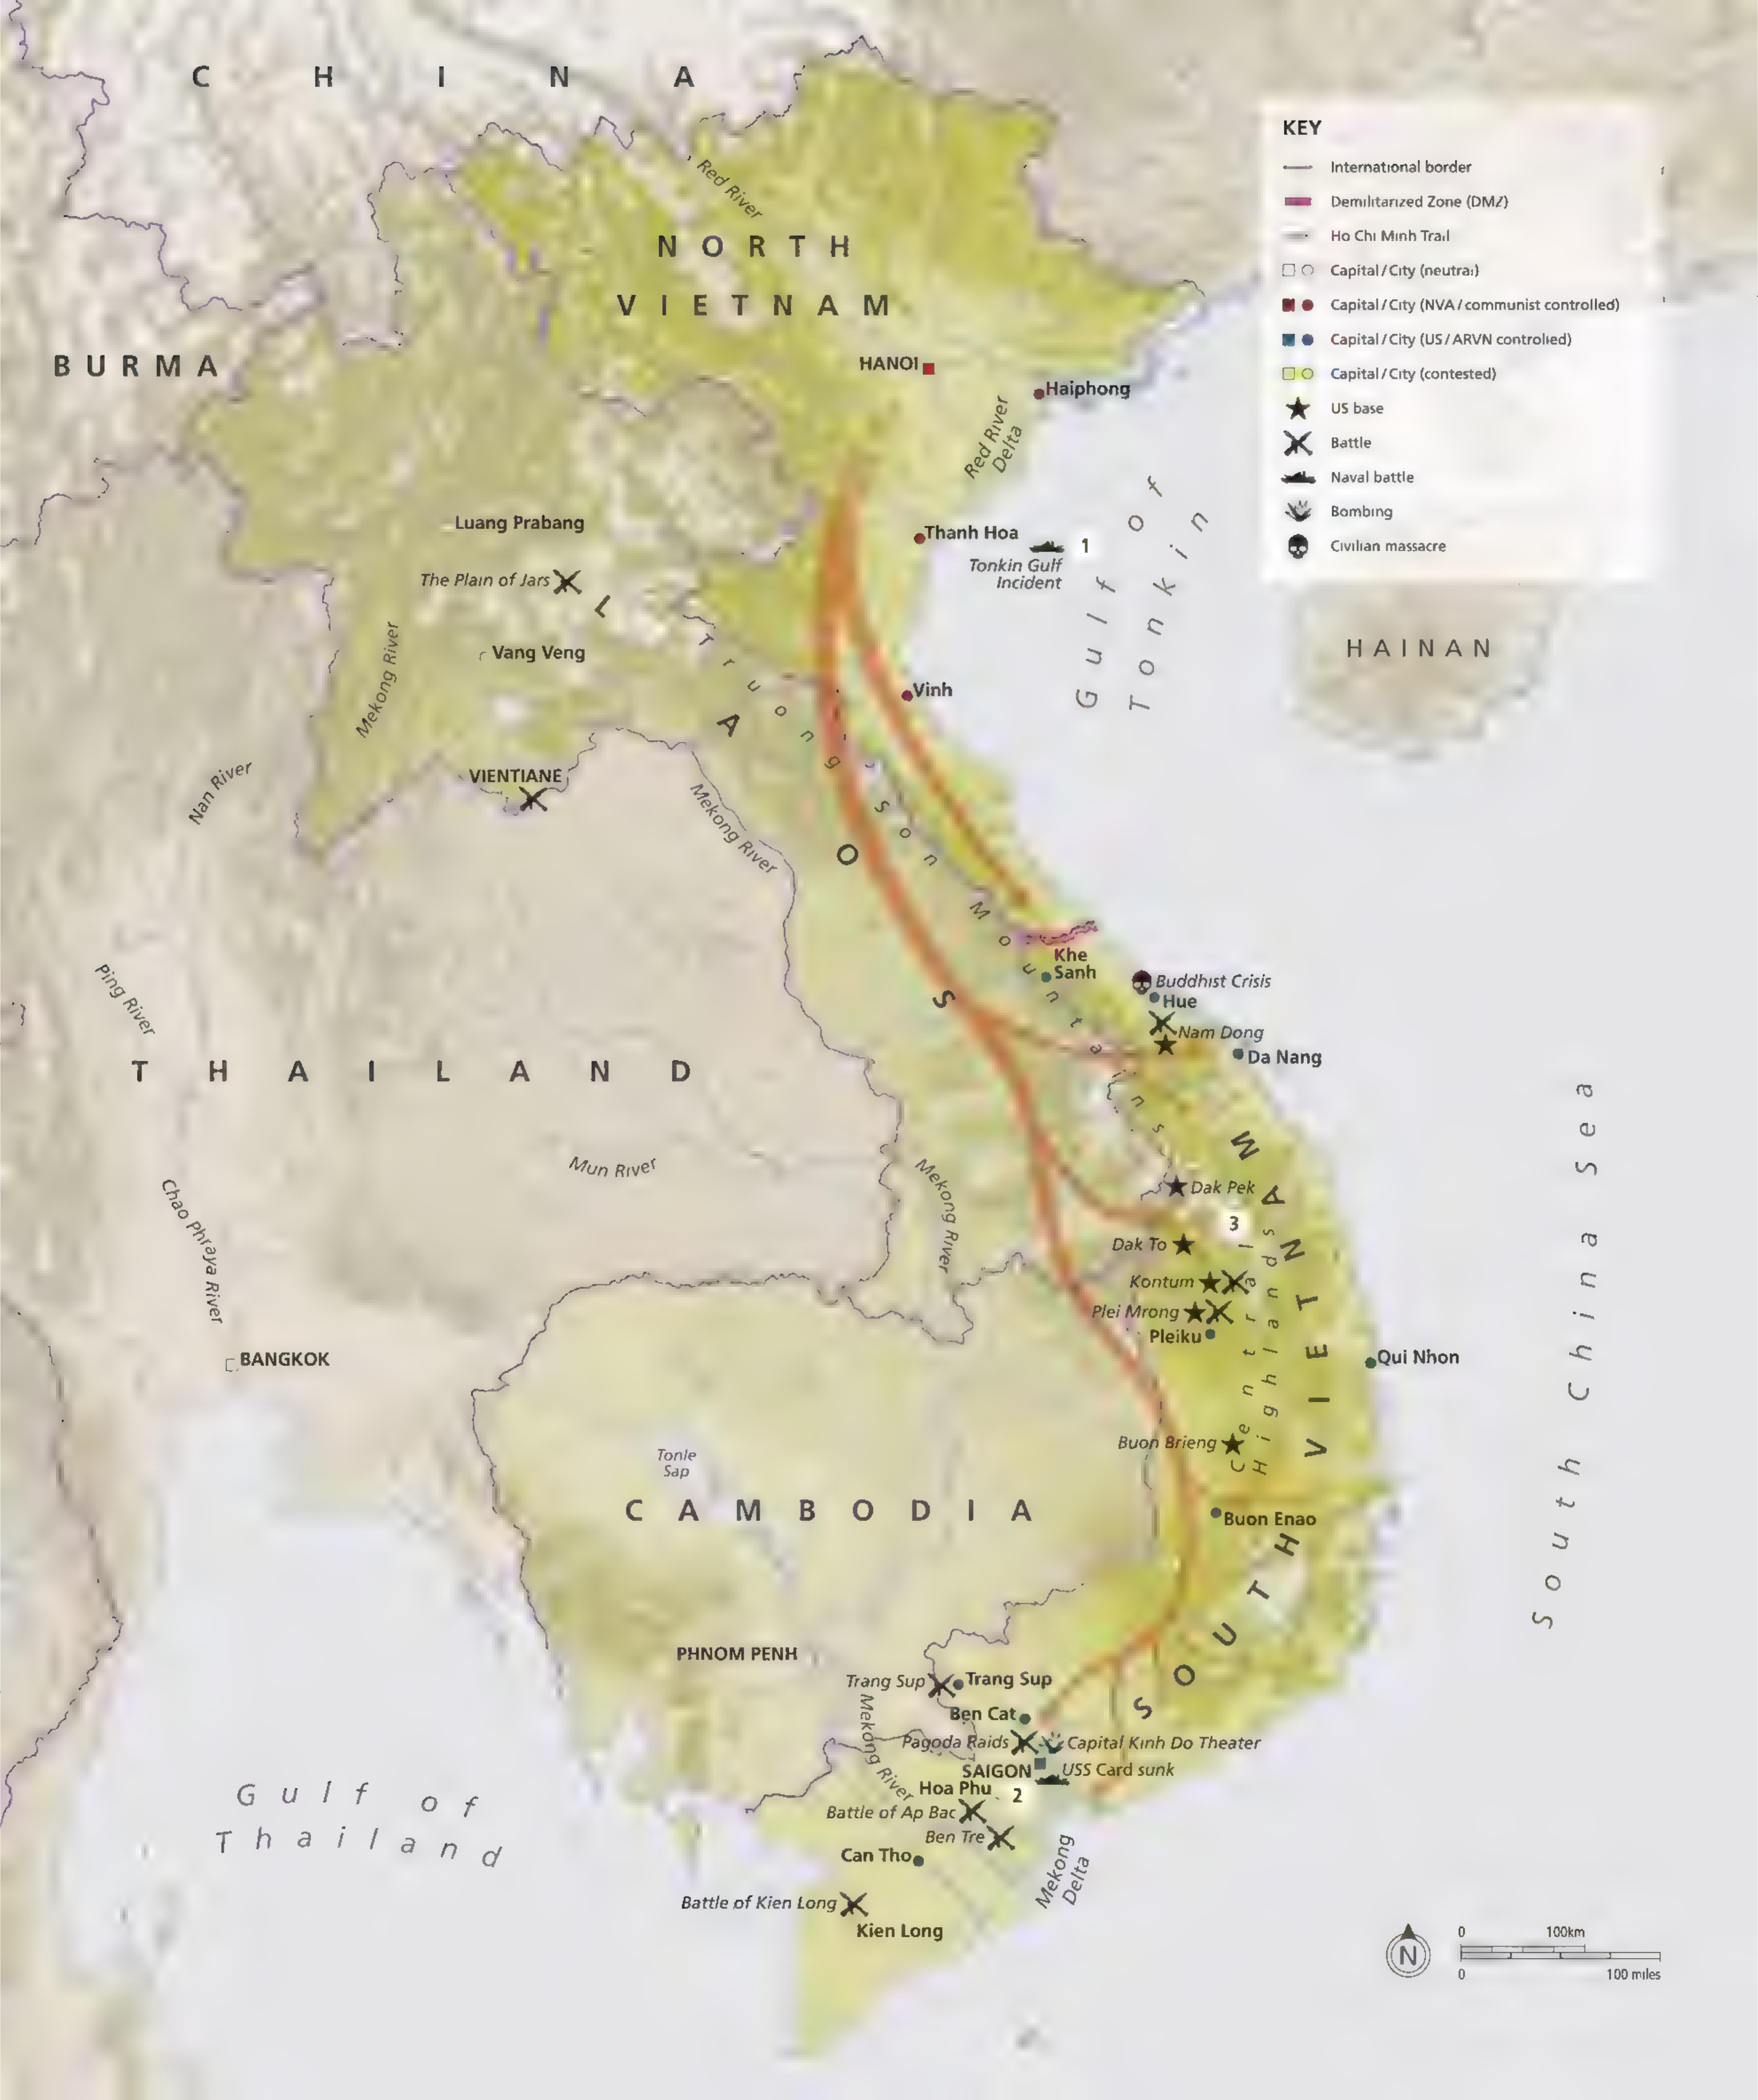 C H I N A
Red River
N O R T H
V I E T N A M
BURMA
HANOI
Haiphong
Red River
Delta
Luang Prabang
Thanh Hoa
1
Tonkin Gulf
Incident
Gulf of
Tonkin
The Plain of Jars
Vang Veng
Mekong River
Vinh
HAINAN
L A O S
Truong Son Mountains
VIENTIANE
Nan River
Mekong River
Ping River
Khe
Sanh
Buddhist Crisis
Hue
Nam Dong
Da Nang
T H A I L A N D
Mun River
Mekong River
Chao Phraya River
South China Sea
Dak Pek
3
Dak To
Kontum
Plei Mrong
Pleiku
Qui Nhon
Central
Highlands
SOUTH VIETNAM
BANGKOK
Buon Brieng
Tonle
Sap
C A M B O D I A
Buon Enao
PHNOM PENH
Trang Sup
Trang Sup
Ben Cat
Mekong River
Pagoda Raids
Capital Kinh Do Theater
SAIGON
USS Card sunk
Hoa Phu
2
Battle of Ap Bac
Ben Tre
Can Tho
Mekong
Delta
Gulf of
Thailand
Battle of Kien Long
Kien Long
KEY
International border
Demilitarized Zone (DMZ)
Ho Chi Minh Trail
Capital/City (neutral)
Capital/City (NVA/communist controlled)
Capital/City (US/ARVN controlled)
Capital/City (contested)
US base
Battle
Naval battle
Bombing
Civilian massacre
N
0 100km
0 100 miles